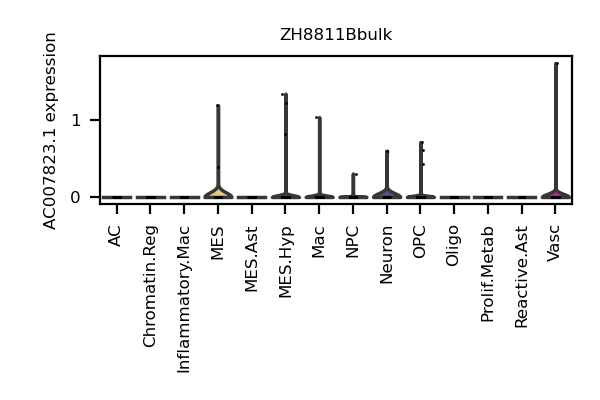 ZH8811Bbulk
AC007823.1 expression
1
0
AC
Chromatin.Reg
Inflammatory.Mac
MES
MES.Ast
MES.Hyp
Mac
NPC
Neuron
OPC
Oligo
Prolif.Metab
Reactive.Ast
Vasc